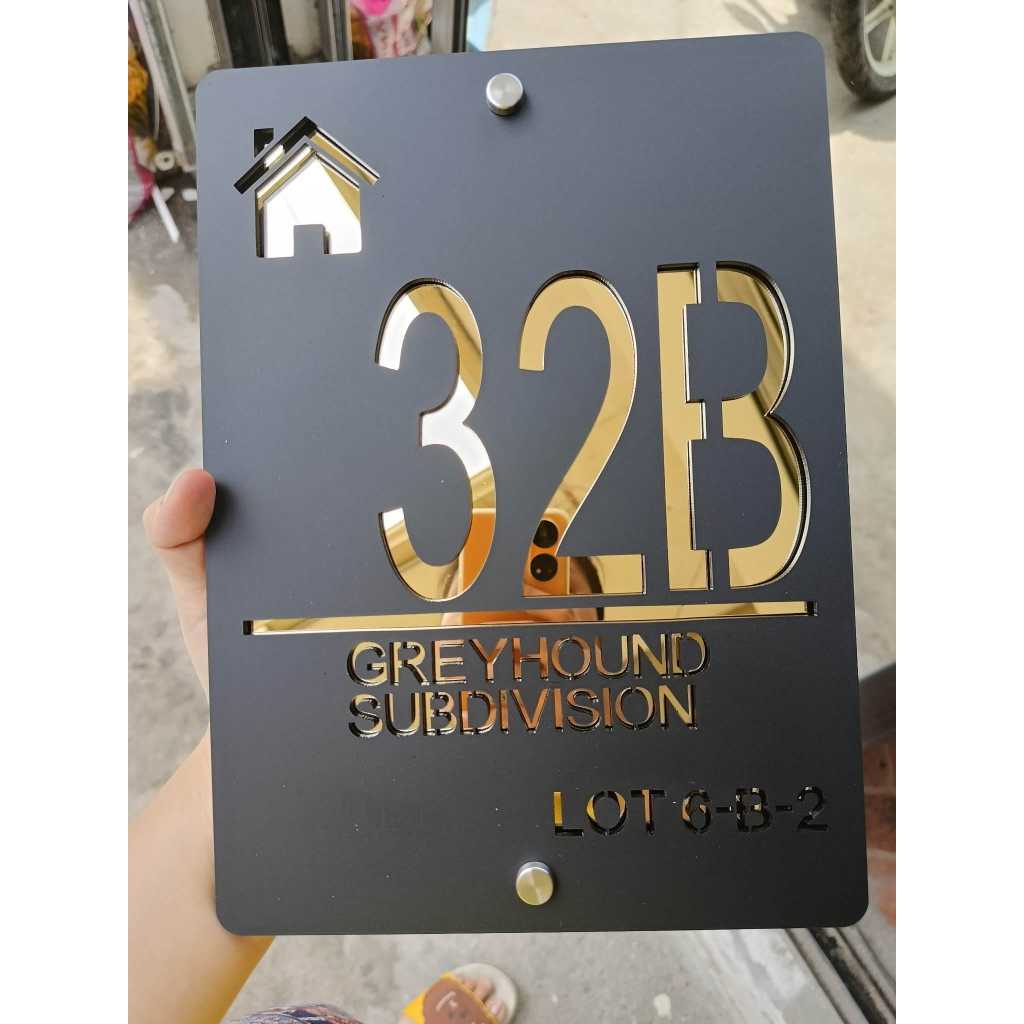 32B
GREYHOUND
SUBDIVISION
LOT 6-B-2